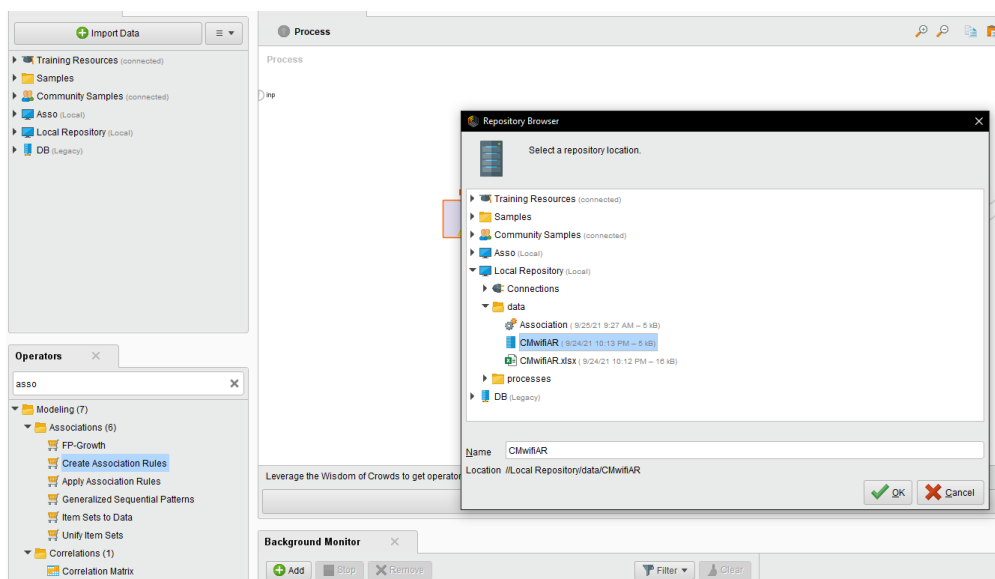 Import Data
Training Resources (connected)
Samples
Community Samples (connected)
Asso (Local)
Local Repository (Local)
DB (Legacy)
Operators
asso
Modeling (7)
Associations (6)
FP-Growth
Create Association Rules
Apply Association Rules
Generalized Sequential Patterns
Item Sets to Data
Unify Item Sets
Correlations (1)
Correlation Matrix
Process
Process
inp
Leverage the Wisdom of Crowds to get operator
Background Monitor
Add Stop Remove Filter Clear
Repository Browser
Select a repository location.
Training Resources (connected)
Samples
Community Samples (connected)
Asso (Local)
Local Repository (Local)
Connections
data
Association ( 9/25/21 9:27 AM – 5 kB)
CMwifiAR ( 9/24/21 10:13 PM – 5 kB)
CMwifiAR.xlsx ( 9/24/21 10:12 PM – 16 kB)
processes
DB (Legacy)
Name CMwifiAR
Location //Local Repository/data/CMwifiAR
OK Cancel